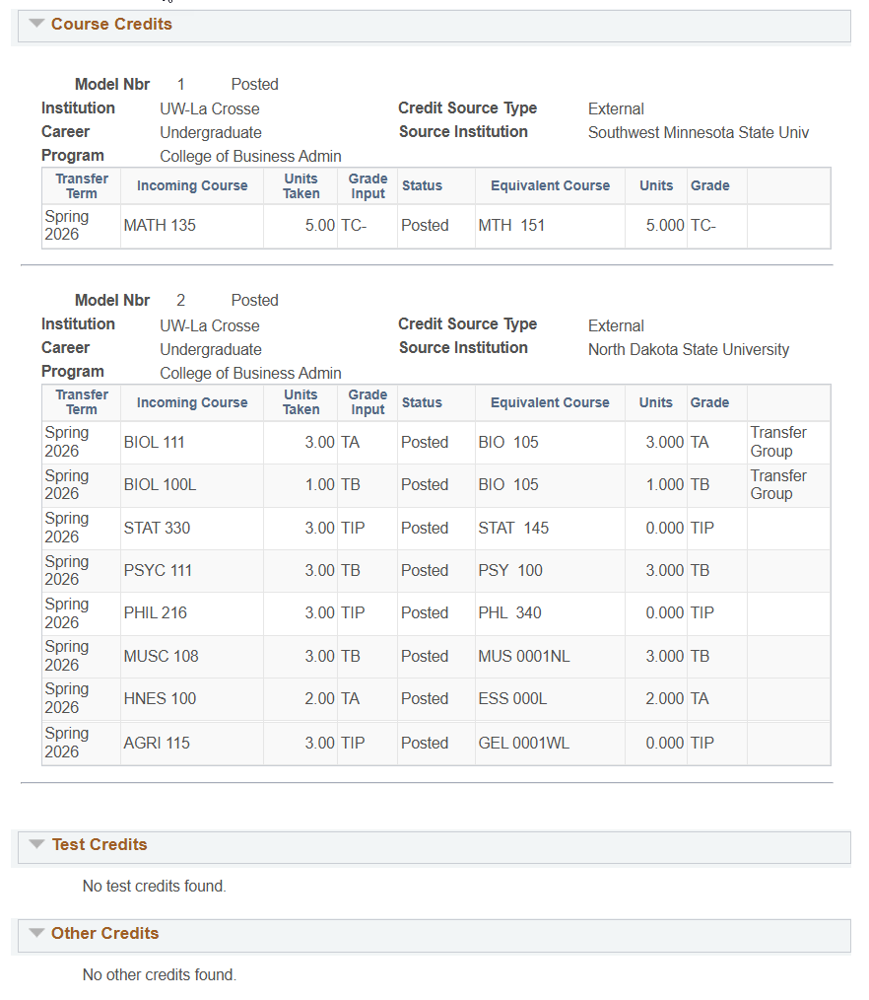 Course Credits
Model Nbr 1 Posted
Institution UW-La Crosse Credit Source Type External
Career Undergraduate Source Institution Southwest Minnesota State Univ
Program College of Business Admin
Transfer Term Incoming Course Units Taken Grade Input Status Equivalent Course Units Grade
Spring 2026 MATH 135 5.00 TC- Posted MTH 151 5.000 TC-
Model Nbr 2 Posted
Institution UW-La Crosse Credit Source Type External
Career Undergraduate Source Institution North Dakota State University
Program College of Business Admin
Transfer Term Incoming Course Units Taken Grade Input Status Equivalent Course Units Grade
Spring 2026 BIOL 111 3.00 TA Posted BIO 105 3.000 TA Transfer Group
Spring 2026 BIOL 100L 1.00 TB Posted BIO 105 1.000 TB Transfer Group
Spring 2026 STAT 330 3.00 TIP Posted STAT 145 0.000 TIP
Spring 2026 PSYC 111 3.00 TB Posted PSY 100 3.000 TB
Spring 2026 PHIL 216 3.00 TIP Posted PHL 340 0.000 TIP
Spring 2026 MUSC 108 3.00 TB Posted MUS 0001NL 3.000 TB
Spring 2026 HNES 100 2.00 TA Posted ESS 000L 2.000 TA
Spring 2026 AGRI 115 3.00 TIP Posted GEL 0001WL 0.000 TIP
Test Credits
No test credits found.
Other Credits
No other credits found.